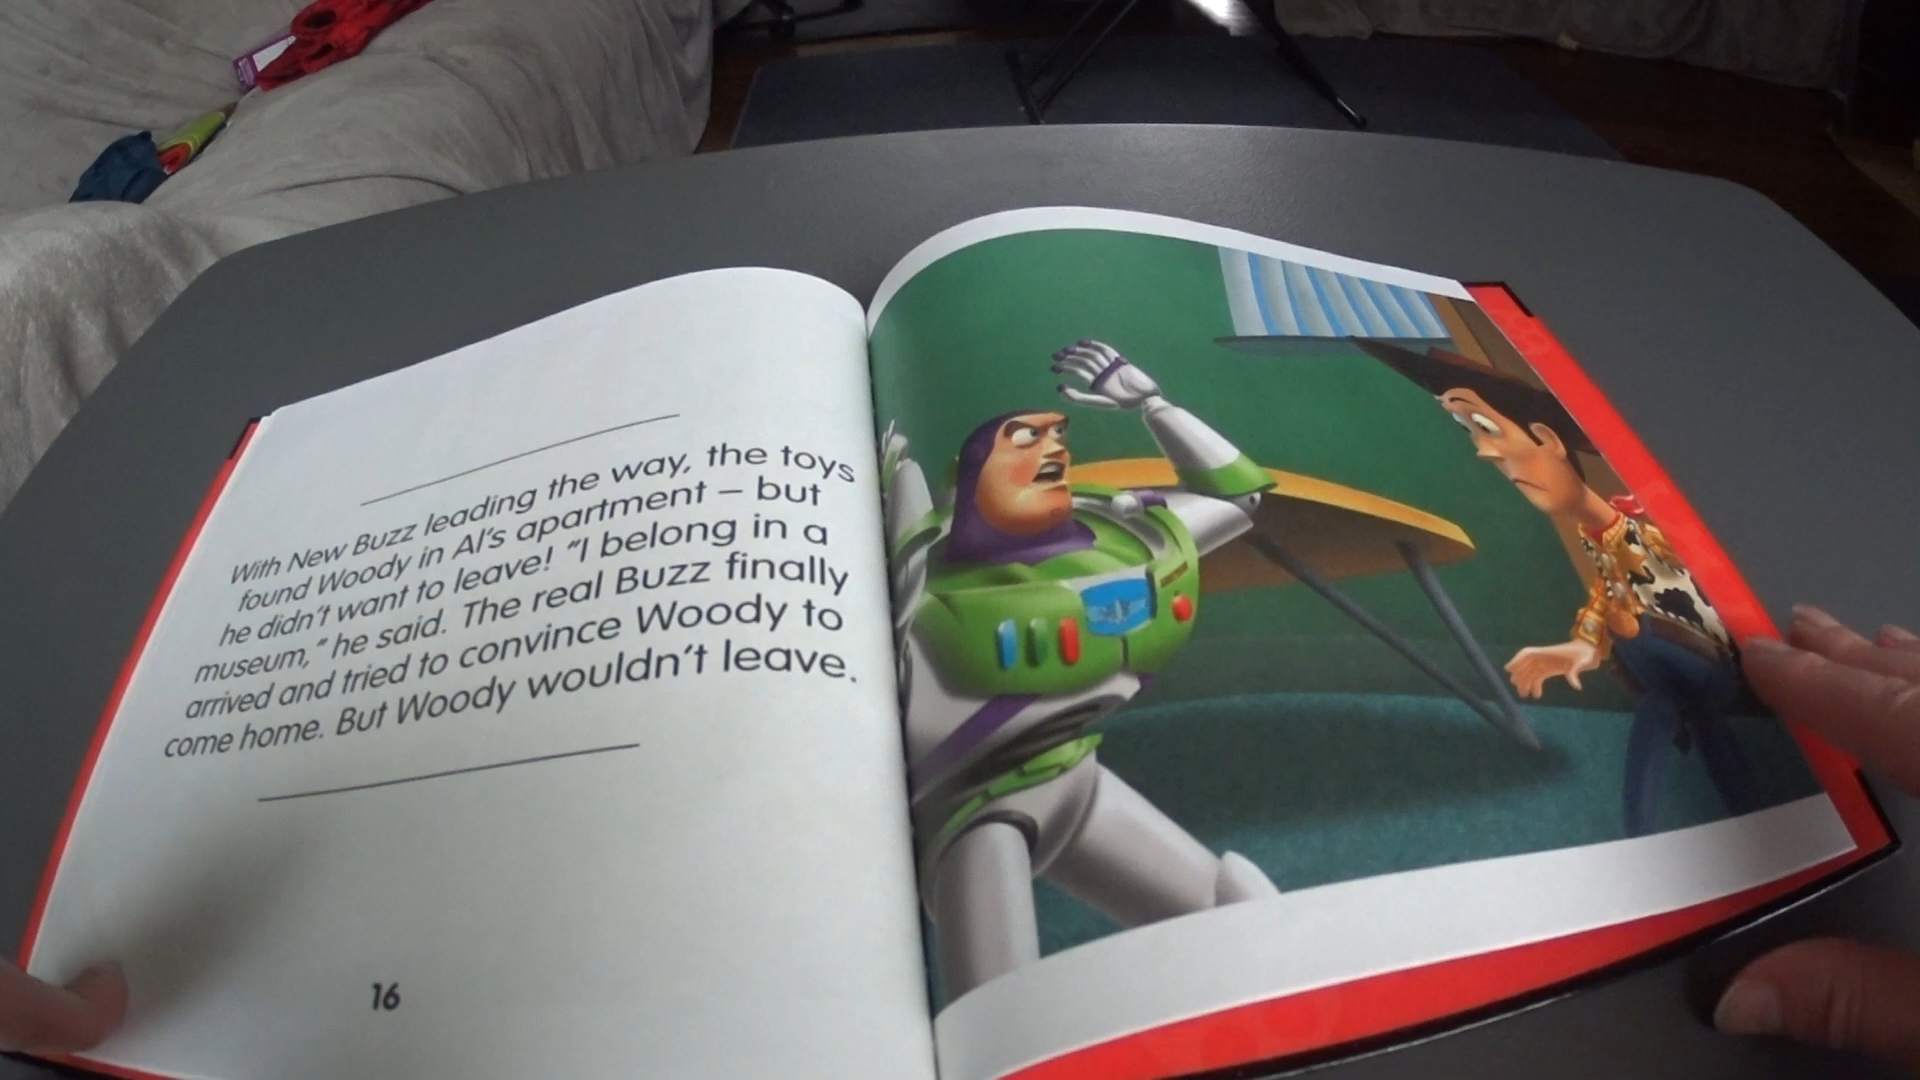 With New Buzz leading the way, the toys
found Woody in Al's apartment – but
he didn't want to leave! "I belong in a
museum," he said. The real Buzz finally
arrived and tried to convince Woody to
come home. But Woody wouldn't leave.
16